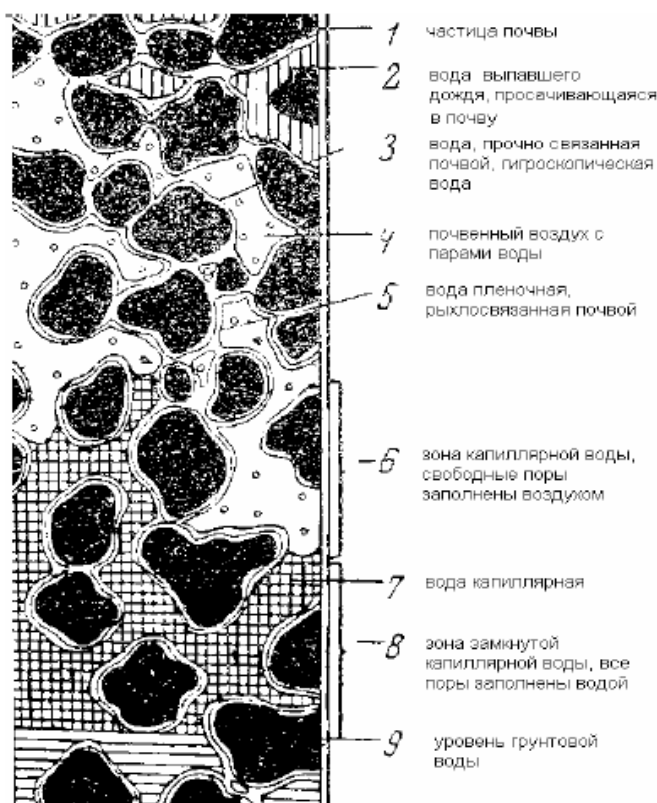 1 частица почвы
2 вода выпавшего
дождя, просачивающаяся
в почву
3 вода, прочно связанная
почвой, гигроскопическая
вода
4 почвенный воздух с
парами воды
5 вода пленочная,
рыхлосвязанная почвой
6 зона капиллярной воды,
свободные поры
заполнены воздухом
7 вода капиллярная
8 зона замкнутой
капиллярной воды, все
поры заполнены водой
9 уровень грунтовой
воды